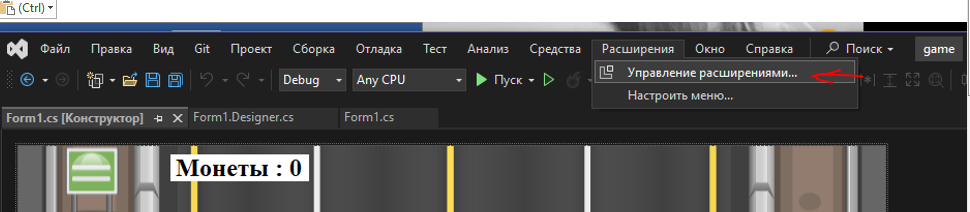 (Ctrl)
Файл Правка Вид Git Проект Сборка Отладка Тест Анализ Средства Расширения Окно Справка Поиск game
Debug Any CPU Пуск
Управление расширениями...
Настроить меню...
Form1.cs [Конструктор] Form1.Designer.cs Form1.cs
Монеты : 0